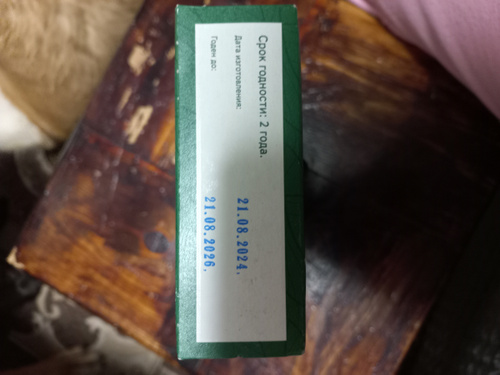 Срок годности: 2 года.
Дата изготовления: 21.08.2024.
Годен до: 21.08.2026.